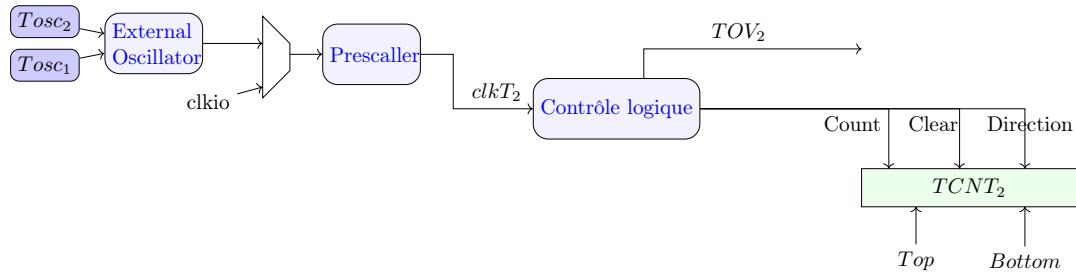 Tosc2
Tosc1
External
Oscillator
clkio
Prescaller
clkT2
Contrôle logique
TOV2
Count
Clear
Direction
TCNT2
Top
Bottom